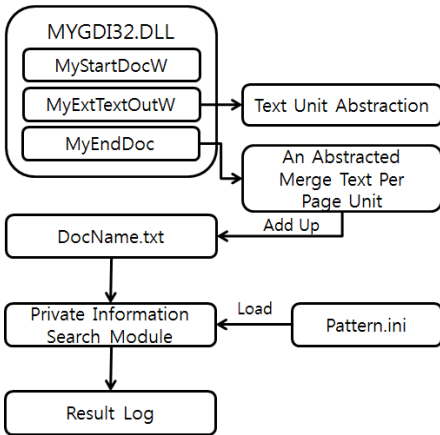 MYGDI32.DLL
MyStartDocW
MyExtTextOutW
Text Unit Abstraction
MyEndDoc
An Abstracted
Merge Text Per
Page Unit
Add Up
DocName.txt
Private Information
Search Module
Load
Pattern.ini
Result Log